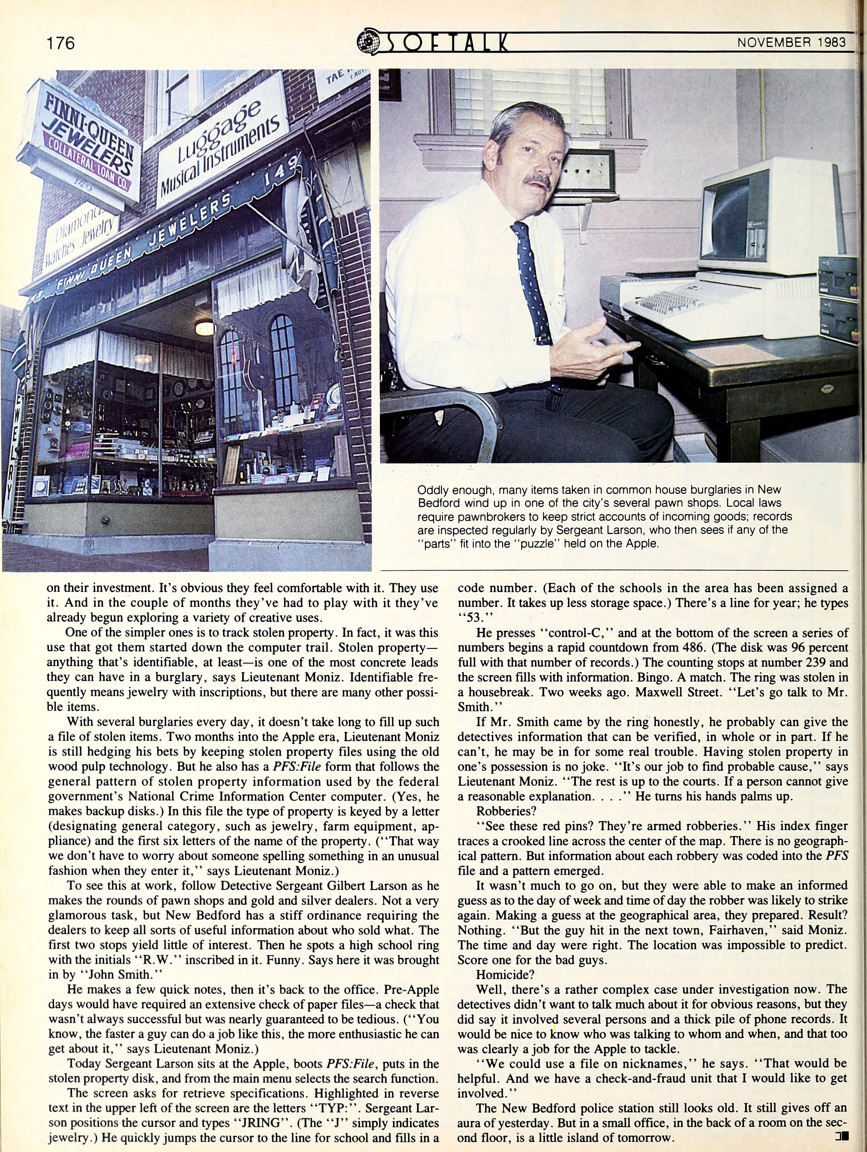 176
SOFTALK
NOVEMBER 1983
FINNI-QUEEN
JEWELERS
COLLATERAL LOAN CO.
149
Luggage
Musical Instruments
Diamonds
Watches Jewelry
FINNI QUEEN JEWELERS 149
Oddly enough, many items taken in common house burglaries in New
Bedford wind up in one of the city's several pawn shops. Local laws
require pawnbrokers to keep strict accounts of incoming goods; records
are inspected regularly by Sergeant Larson, who then sees if any of the
"parts" fit into the "puzzle" held on the Apple.
on their investment. It's obvious they feel comfortable with it. They use
it. And in the couple of months they've had to play with it they've
already begun exploring a variety of creative uses.
One of the simpler ones is to track stolen property. In fact, it was this
use that got them started down the computer trail. Stolen property—
anything that's identifiable, at least—is one of the most concrete leads
they can have in a burglary, says Lieutenant Moniz. Identifiable fre-
quently means jewelry with inscriptions, but there are many other possi-
ble items.
With several burglaries every day, it doesn't take long to fill up such
a file of stolen items. Two months into the Apple era, Lieutenant Moniz
is still hedging his bets by keeping stolen property files using the old
wood pulp technology. But he also has a PFS:File form that follows the
general pattern of stolen property information used by the federal
government's National Crime Information Center computer. (Yes, he
makes backup disks.) In this file the type of property is keyed by a letter
(designating general category, such as jewelry, farm equipment, ap-
pliance) and the first six letters of the name of the property. ("That way
we don't have to worry about someone spelling something in an unusual
fashion when they enter it," says Lieutenant Moniz.)
To see this at work, follow Detective Sergeant Gilbert Larson as he
makes the rounds of pawn shops and gold and silver dealers. Not a very
glamorous task, but New Bedford has a stiff ordinance requiring the
dealers to keep all sorts of useful information about who sold what. The
first two stops yield little of interest. Then he spots a high school ring
with the initials "R.W." inscribed in it. Funny. Says here it was brought
in by "John Smith."
He makes a few quick notes, then it's back to the office. Pre-Apple
days would have required an extensive check of paper files—a check that
wasn't always successful but was nearly guaranteed to be tedious. ("You
know, the faster a guy can do a job like this, the more enthusiastic he can
get about it," says Lieutenant Moniz.)
Today Sergeant Larson sits at the Apple, boots PFS:File, puts in the
stolen property disk, and from the main menu selects the search function.
The screen asks for retrieve specifications. Highlighted in reverse
text in the upper left of the screen are the letters "TYP:". Sergeant Lar-
son positions the cursor and types "JRING". (The "J" simply indicates
jewelry.) He quickly jumps the cursor to the line for school and fills in a
code number. (Each of the schools in the area has been assigned a
number. It takes up less storage space.) There's a line for year; he types
"53."
He presses "control-C," and at the bottom of the screen a series of
numbers begins a rapid countdown from 486. (The disk was 96 percent
full with that number of records.) The counting stops at number 239 and
the screen fills with information. Bingo. A match. The ring was stolen in
a housebreak. Two weeks ago. Maxwell Street. "Let's go talk to Mr.
Smith."
If Mr. Smith came by the ring honestly, he probably can give the
detectives information that can be verified, in whole or in part. If he
can't, he may be in for some real trouble. Having stolen property in
one's possession is no joke. "It's our job to find probable cause," says
Lieutenant Moniz. "The rest is up to the courts. If a person cannot give
a reasonable explanation. . . ." He turns his hands palms up.
Robberies?
"See these red pins? They're armed robberies." His index finger
traces a crooked line across the center of the map. There is no geograph-
ical pattern. But information about each robbery was coded into the PFS
file and a pattern emerged.
It wasn't much to go on, but they were able to make an informed
guess as to the day of week and time of day the robber was likely to strike
again. Making a guess at the geographical area, they prepared. Result?
Nothing. "But the guy hit in the next town, Fairhaven," said Moniz.
The time and day were right. The location was impossible to predict.
Score one for the bad guys.
Homicide?
Well, there's a rather complex case under investigation now. The
detectives didn't want to talk much about it for obvious reasons, but they
did say it involved several persons and a thick pile of phone records. It
would be nice to know who was talking to whom and when, and that too
was clearly a job for the Apple to tackle.
"We could use a file on nicknames," he says. "That would be
helpful. And we have a check-and-fraud unit that I would like to get
involved."
The New Bedford police station still looks old. It still gives off an
aura of yesterday. But in a small office, in the back of a room on the sec-
ond floor, is a little island of tomorrow.